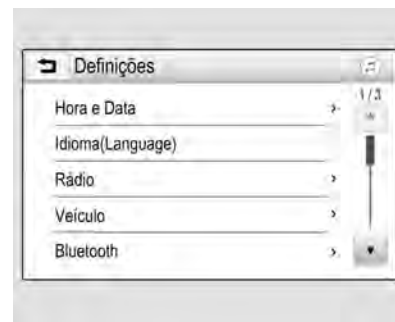 Definições
1/3
Hora e Data
Idioma(Language)
Rádio
Veículo
Bluetooth